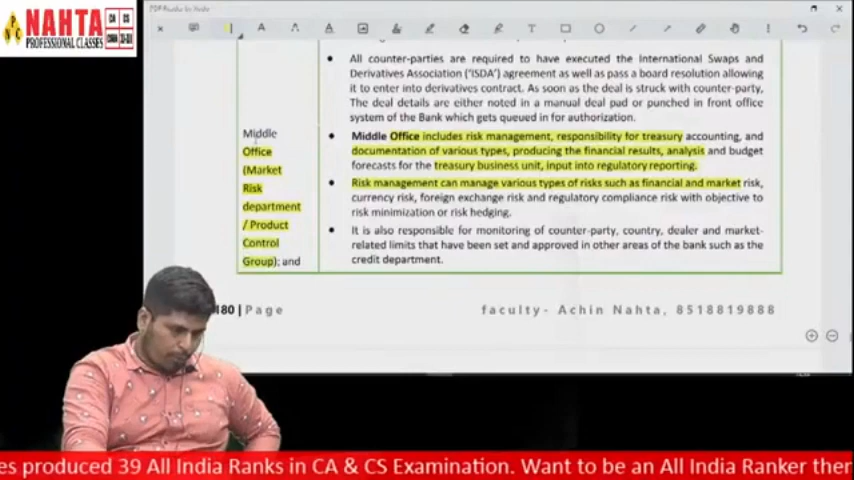 NAHTA
PROFESSIONAL CLASSES
CA CS
CMA XI-XII
PDF Reader by Xodo
• All counter-parties are required to have executed the International Swaps and
Derivatives Association ('ISDA') agreement as well as pass a board resolution allowing
it to enter into derivatives contract. As soon as the deal is struck with counter-party,
The deal details are either noted in a manual deal pad or punched in front office
system of the Bank which gets queued in for authorization.
Middle
Office
(Market
Risk
department
/ Product
Control
Group); and
• Middle Office includes risk management, responsibility for treasury accounting, and
documentation of various types, producing the financial results, analysis and budget
forecasts for the treasury business unit, input into regulatory reporting.
• Risk management can manage various types of risks such as financial and market risk,
currency risk, foreign exchange risk and regulatory compliance risk with objective to
risk minimization or risk hedging.
• It is also responsible for monitoring of counter-party, country, dealer and market-
related limits that have been set and approved in other areas of the bank such as the
credit department.
180 | Page
faculty- Achin Nahta, 8518819888
es produced 39 All India Ranks in CA & CS Examination. Want to be an All India Ranker ther